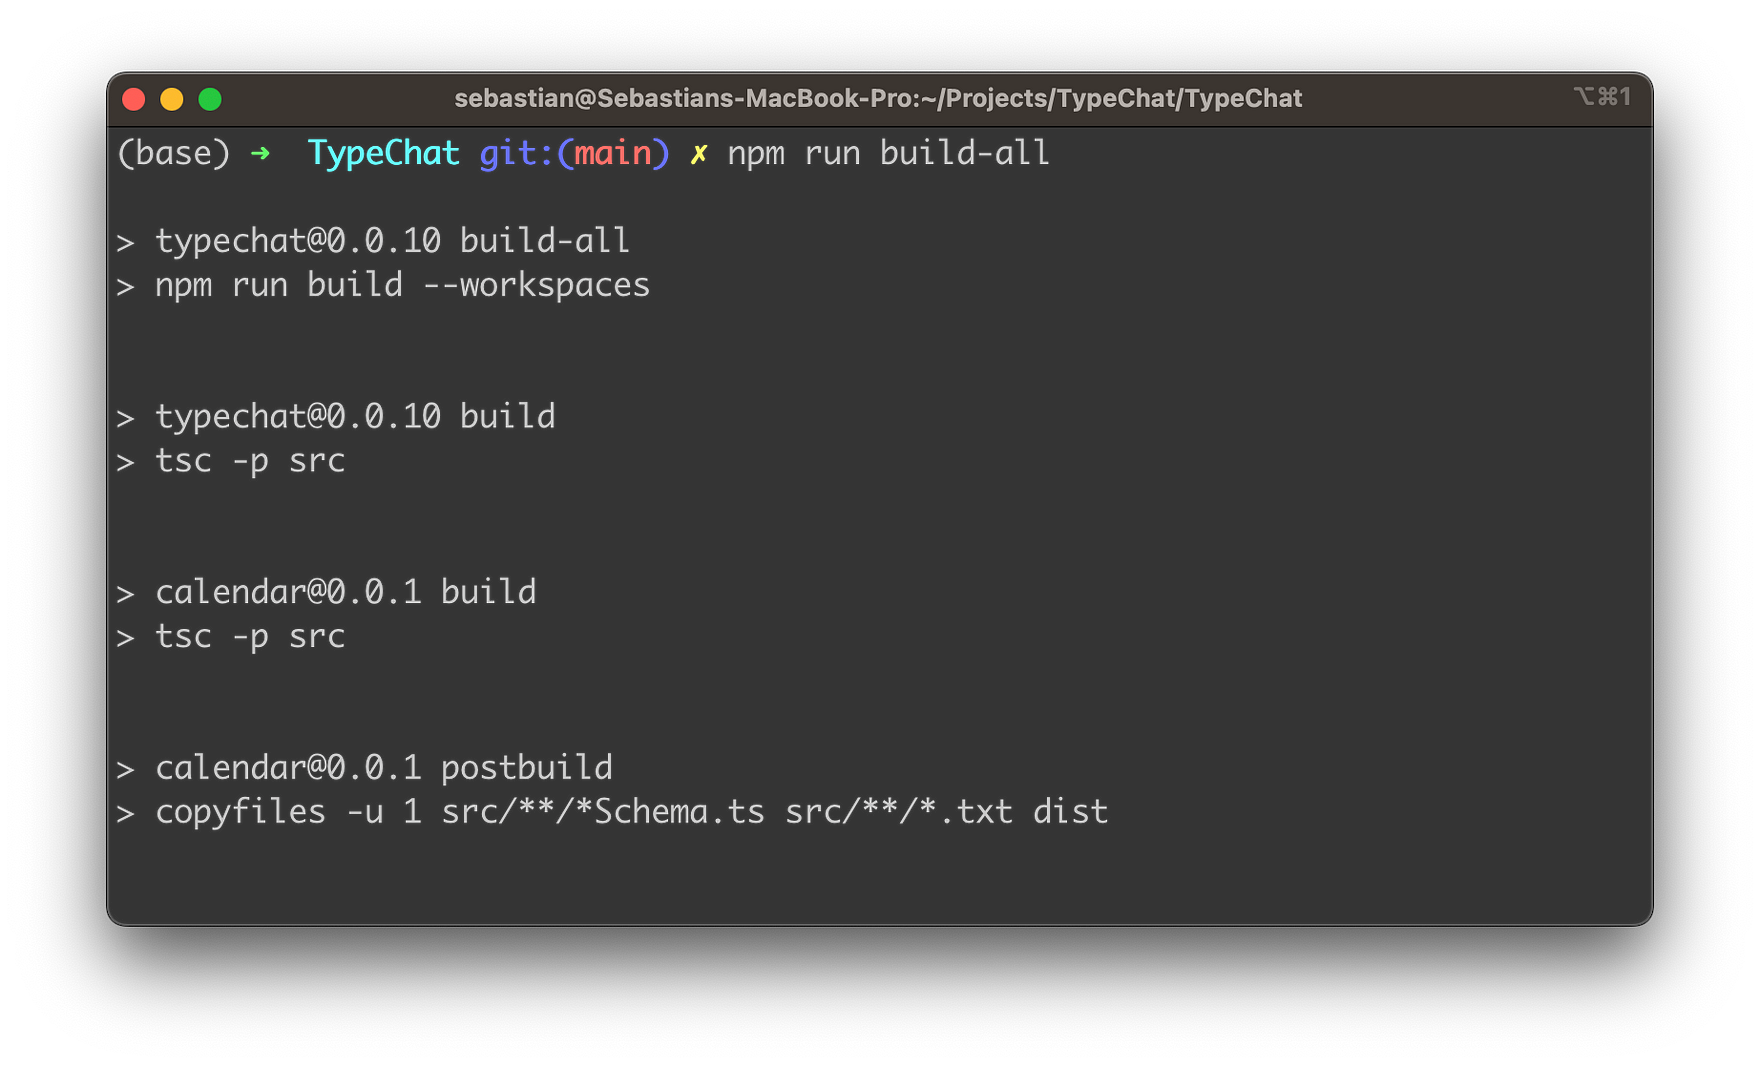 sebastian@Sebastians-MacBook-Pro:~/Projects/TypeChat/TypeChat ⌥⌘1
(base) ➜  TypeChat git:(main) ✗ npm run build-all
> typechat@0.0.10 build-all
> npm run build --workspaces
> typechat@0.0.10 build
> tsc -p src
> calendar@0.0.1 build
> tsc -p src
> calendar@0.0.1 postbuild
> copyfiles -u 1 src/**/*Schema.ts src/**/*.txt dist